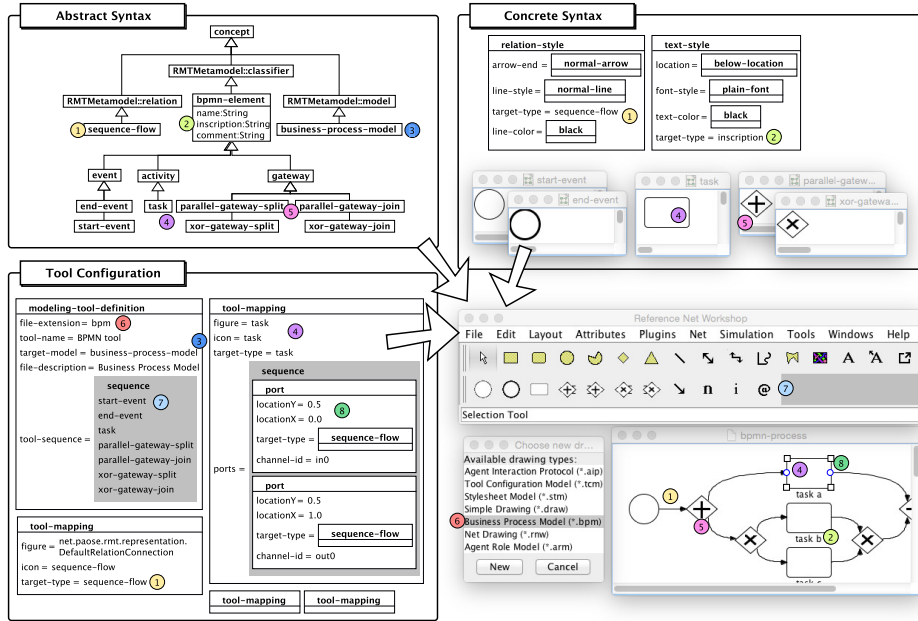 Abstract Syntax
concept
RMTMetamodel::classifier
RMTMetamodel::relation
bpmn-element
RMTMetamodel::model
name:String
inscription:String
comment:String
1
sequence-flow
2
business-process-model
3
event
activity
gateway
end-event
task
parallel-gateway-split
parallel-gateway-join
5
4
start-event
xor-gateway-split
xor-gateway-join
Concrete Syntax
relation-style
arrow-end =
normal-arrow
line-style =
normal-line
target-type = sequence-flow
1
line-color =
black
text-style
location =
below-location
font-style =
plain-font
text-color =
black
target-type = inscription
2
start-event
end-event
task
4
parallel-gatew...
5
xor-gatewa...
Tool Configuration
modeling-tool-definition
file-extension= bpm
6
tool-name = BPMN tool
3
target-model = business-process-model
file-description = Business Process Model
tool-sequence =
sequence
start-event
7
end-event
task
parallel-gateway-split
parallel-gateway-join
xor-gateway-split
xor-gateway-join
tool-mapping
figure =
net.paose.rmt.representation.
DefaultRelationConnection
icon = sequence-flow
target-type = sequence-flow
1
tool-mapping
figure = task
4
icon = task
target-type = task
ports =
sequence
port
locationY = 0.5
8
locationX = 0.0
target-type =
sequence-flow
channel-id = in0
port
locationY = 0.5
locationX = 1.0
target-type =
sequence-flow
channel-id = out0
tool-mapping
tool-mapping
Reference Net Workshop
File Edit Layout Attributes Plugins Net Simulation Tools Windows Help
A A
n i @
7
Selection Tool
Choose new dr...
Available drawing types:
Agent Interaction Protocol (*.aip)
Tool Configuration Model (*.tcm)
Stylesheet Model (*.stm)
Simple Drawing (*.draw)
6
Business Process Model (*.bpm)
Net Drawing (*.rnw)
Agent Role Model (*.arm)
New
Cancel
bpmn-process
4
8
1
task a
5
task b
2
task c